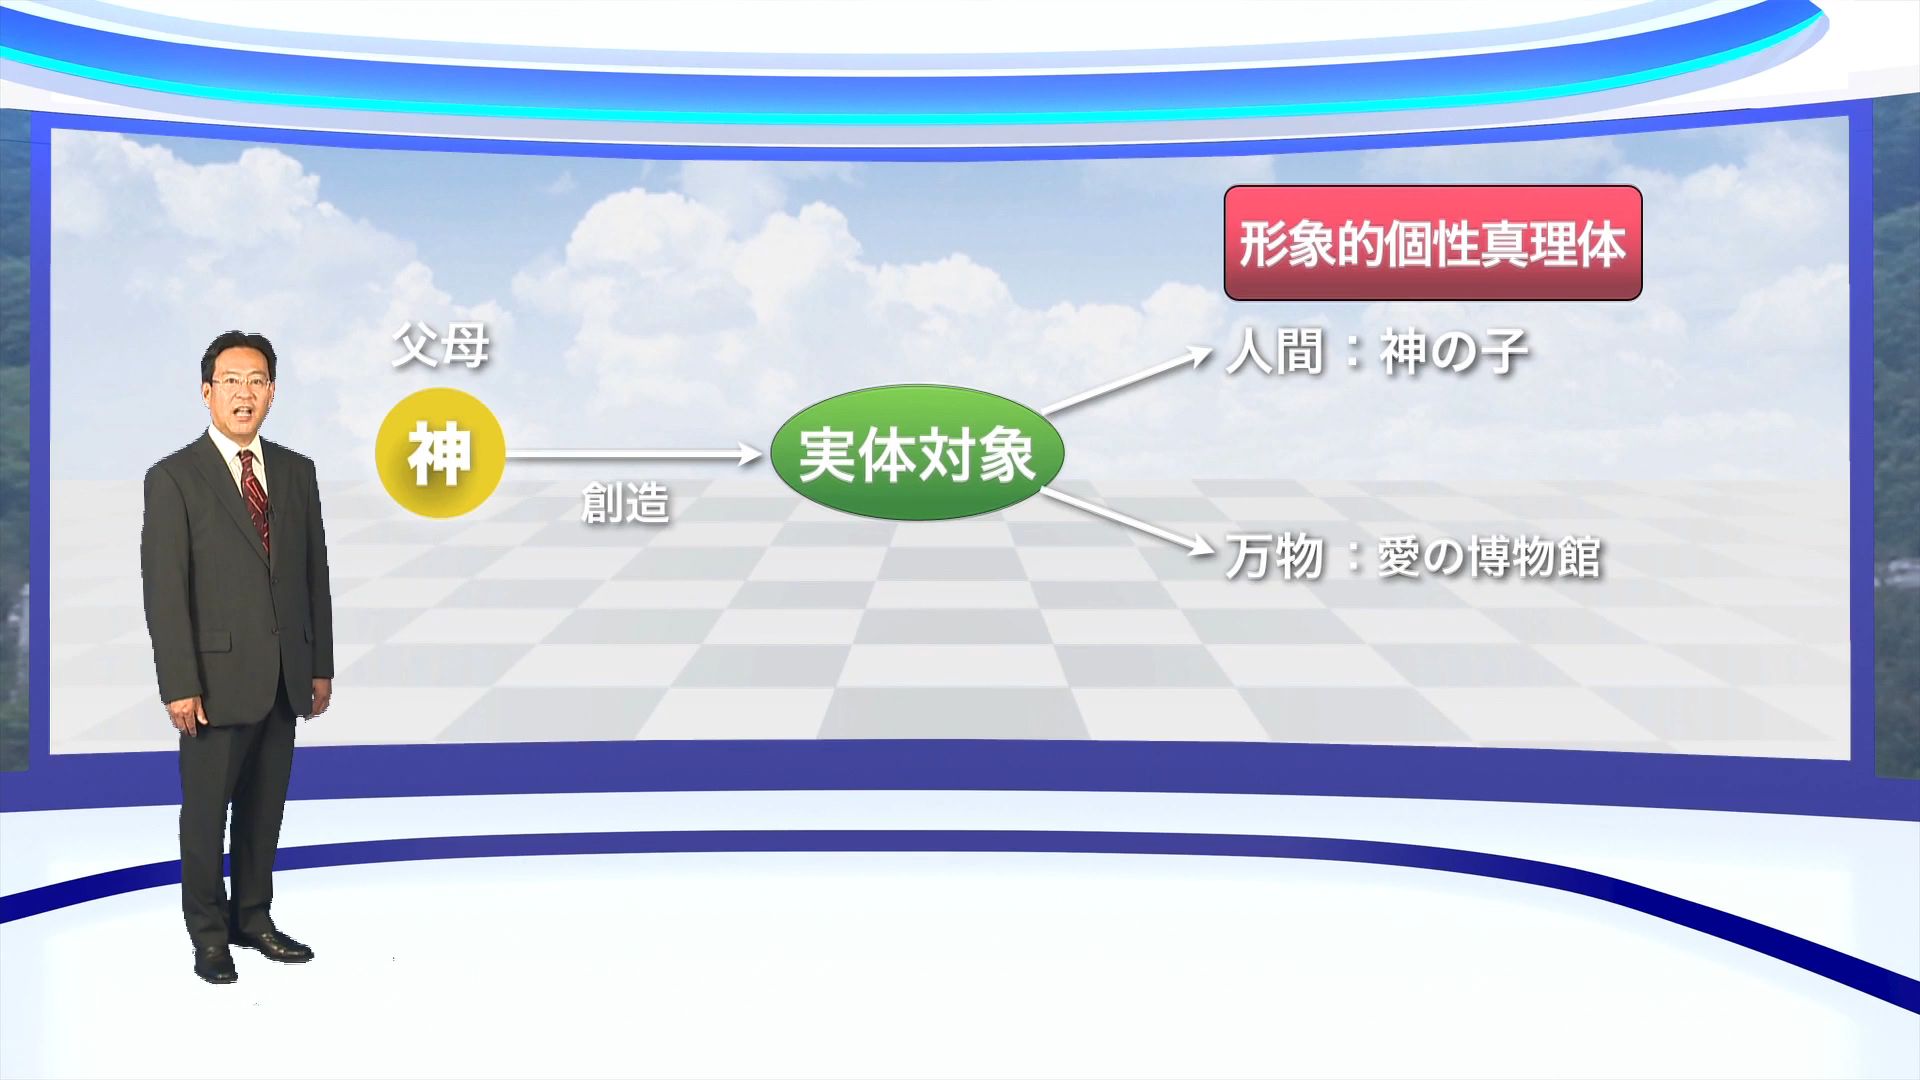 形象的個性真理体
父母
人間：神の子
神
実体対象
創造
万物：愛の博物館